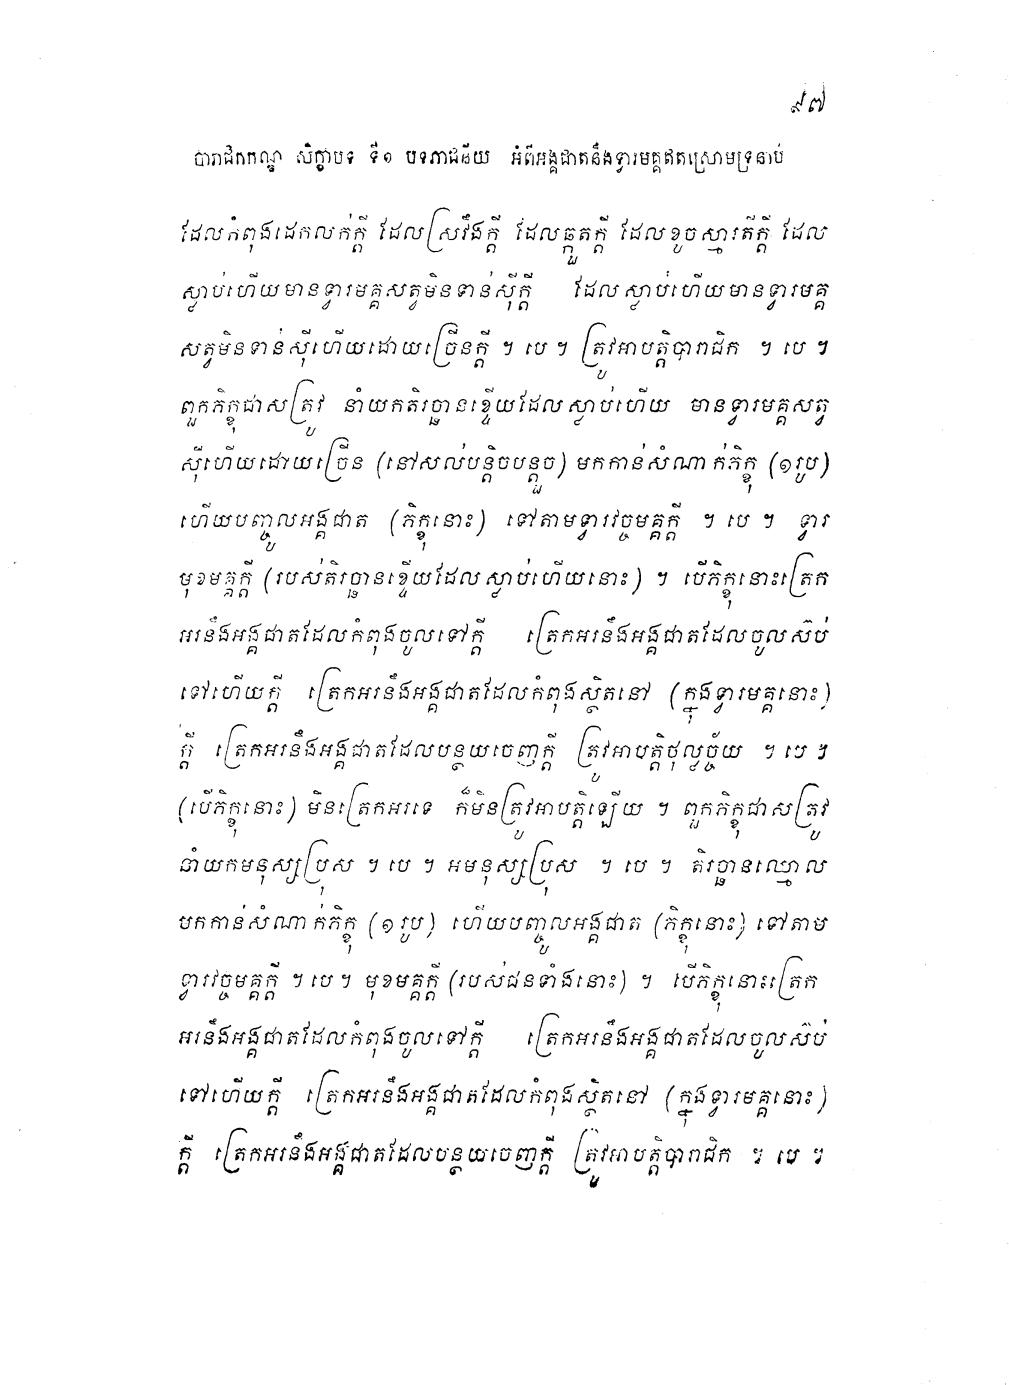 ៩៧
បារាជិកកណ្ឌ សិក្ខាបទ ទី១ បទភាជនីយ អំពីអង្គជាតនឹងទ្វារមគ្គឥតស្រោមទ្រនាប់
ដែលកំពុងដេកលក់ក្តី ដែលស្រវឹងក្តី ដែលឆ្កួតក្តី ដែលខូចស្មារតីក្តី ដែល
ស្លាប់ហើយមានទ្វារមគ្គសត្វមិនទាន់ស៊ីក្តី ដែលស្លាប់ហើយមានទ្វារមគ្គ
សត្វមិនទាន់ស៊ីហើយដោយច្រើនក្តី ។ បេ ។ ត្រូវអាបត្តិបារាជិក ។ បេ ។
ពួកភិក្ខុជាសត្រូវ នាំយកតិរច្ឆានខ្ទើយដែលស្លាប់ហើយ មានទ្វារមគ្គសត្វ
ស៊ីហើយដោយច្រើន (នៅសល់បន្តិចបន្តួច) មកកាន់សំណាក់ភិក្ខុ (១រូប)
ហើយបញ្ចូលអង្គជាត (ភិក្ខុនោះ) ទៅតាមទ្វារវច្ចមគ្គក្តី ។ បេ ។ ទ្វារ
មុខមគ្គក្តី (របស់តិរច្ឆានខ្ទើយដែលស្លាប់ហើយនោះ) ។ បើភិក្ខុនោះត្រេក
អរនឹងអង្គជាតដែលកំពុងចូលទៅក្តី ត្រេកអរនឹងអង្គជាតដែលចូលស៊ប់
ទៅហើយក្តី ត្រេកអរនឹងអង្គជាតដែលកំពុងស្ថិតនៅ (ក្នុងទ្វារមគ្គនោះ)
ក្តី ត្រេកអរនឹងអង្គជាតដែលបន្ថយចេញក្តី ត្រូវអាបត្តិថុល្លច្ច័យ ។ បេ ។
(បើភិក្ខុនោះ) មិនត្រេកអរទេ ក៏មិនត្រូវអាបត្តិឡើយ ។ ពួកភិក្ខុជាសត្រូវ
នាំយកមនុស្សប្រុស ។ បេ ។ អមនុស្សប្រុស ។ បេ ។ តិរច្ឆានឈ្មោល
មកកាន់សំណាក់ភិក្ខុ (១រូប) ហើយបញ្ចូលអង្គជាត (ភិក្ខុនោះ) ទៅតាម
ទ្វារវច្ចមគ្គក្តី ។ បេ ។ មុខមគ្គក្តី (របស់ជនទាំងនោះ) ។ បើភិក្ខុនោះត្រេក
អរនឹងអង្គជាតដែលកំពុងចូលទៅក្តី ត្រេកអរនឹងអង្គជាតដែលចូលស៊ប់
ទៅហើយក្តី ត្រេកអរនឹងអង្គជាតដែលកំពុងស្ថិតនៅ (ក្នុងទ្វារមគ្គនោះ)
ក្តី ត្រេកអរនឹងអង្គជាតដែលបន្ថយចេញក្តី ត្រូវអាបត្តិបារាជិក ។ បេ ។